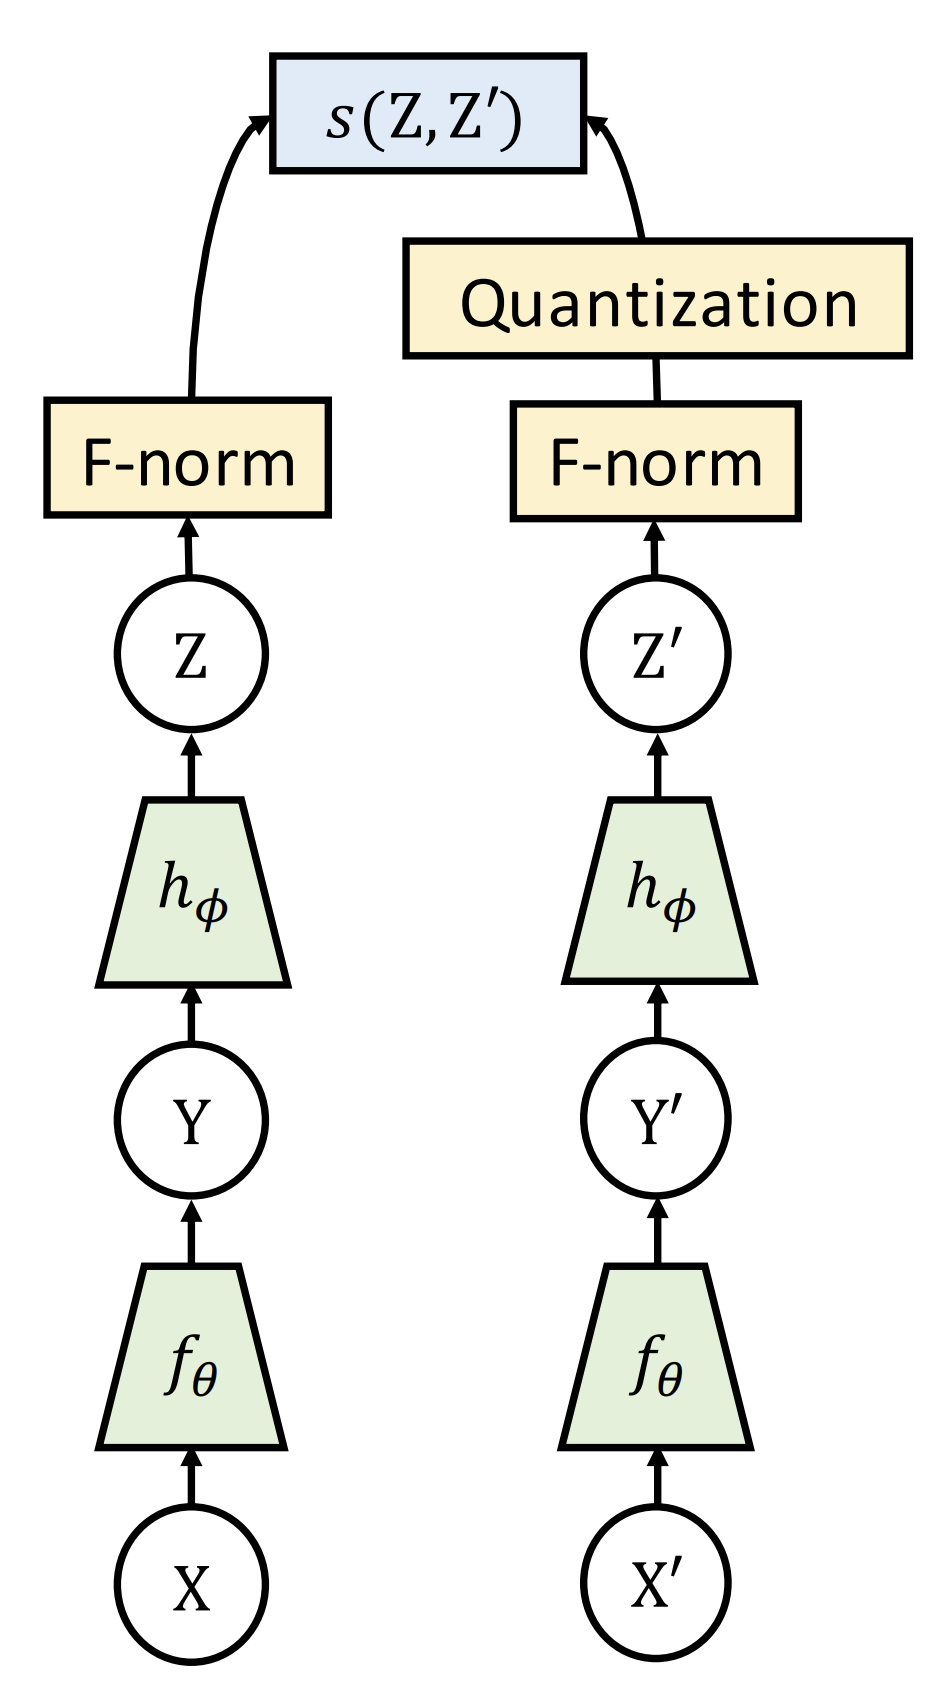 s(Z, Z′)
Quantization
F-norm F-norm
Z Z′
hϕ hϕ
Y Y′
fθ fθ
X X′